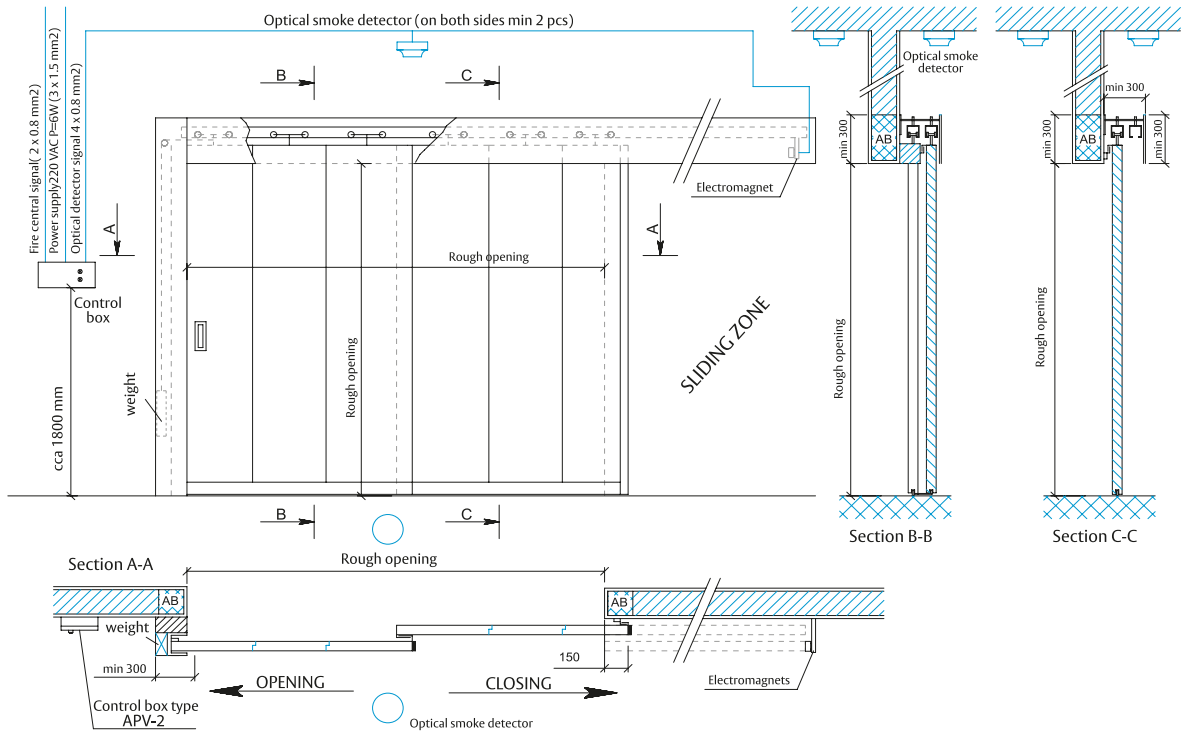 Optical smoke detector (on both sides min 2 pcs)
Fire central signal( 2 x 0.8 mm2)
Power supply220 VAC P=6W (3 x 1.5 mm2)
Optical detector signal 4 x 0.8 mm2)
B
C
Optical smoke
detector
min 300
min 300
AB
min 300
AB
min 300
Electromagnet
A
A
Rough opening
Control
box
SLIDING ZONE
Rough opening
Rough opening
Rough opening
weight
cca 1800 mm
B
C
Section B-B
Section C-C
Section A-A
Rough opening
AB
AB
weight
min 300
150
OPENING
CLOSING
Electromagnets
Control box type
APV-2
Optical smoke detector